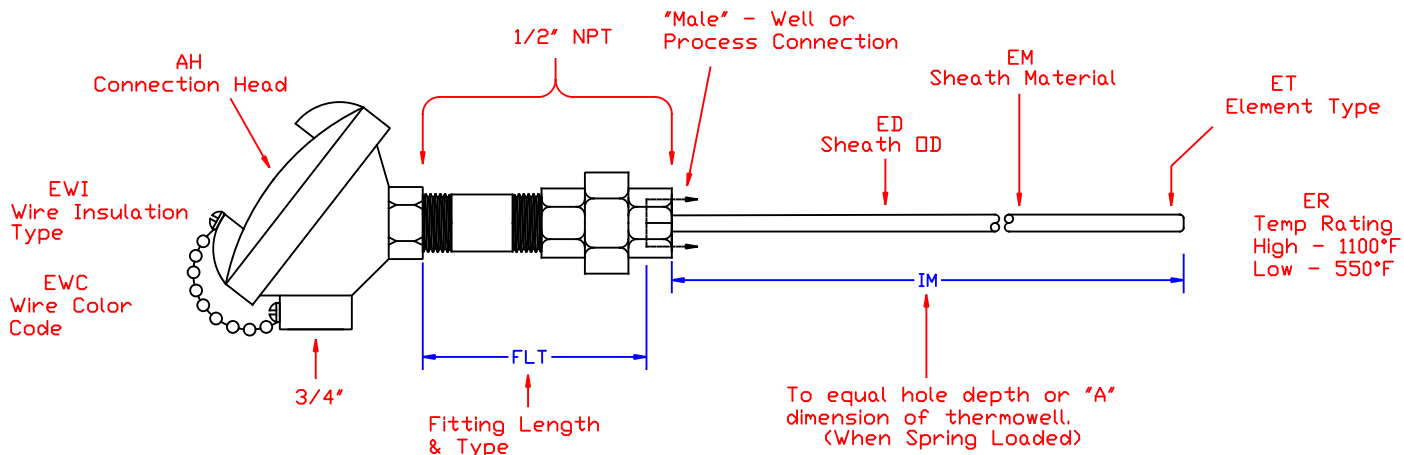 "Male" - Well or
Process Connection
1/2" NPT
AH
Connection Head
EM
Sheath Material
ET
Element Type
ED
Sheath OD
EWI
Wire Insulation
Type
ER
Temp Rating
High - 1100°F
Low - 550°F
EWC
Wire Color
Code
IM
FLT
3/4"
To equal hole depth or "A"
dimension of thermowell.
(When Spring Loaded)
Fitting Length
& Type